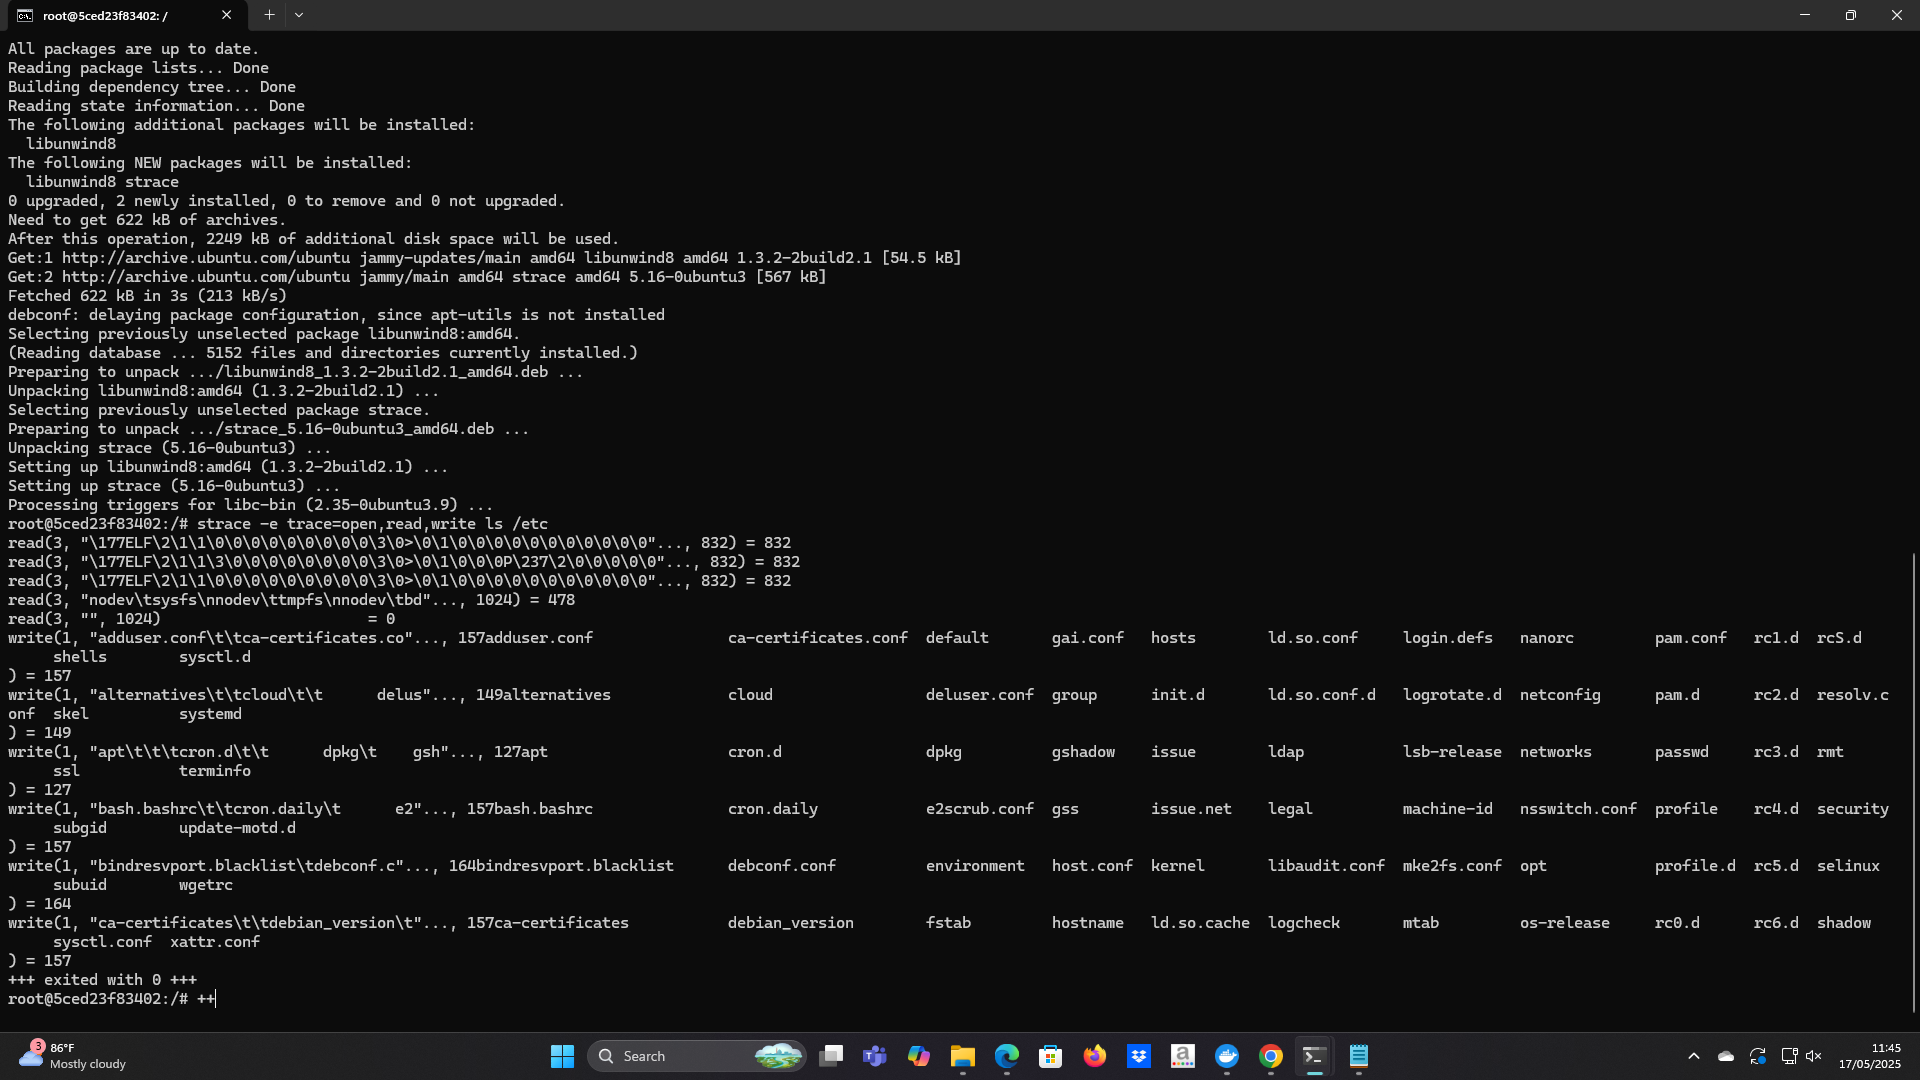 root@5ced23f83402: /
All packages are up to date.
Reading package lists... Done
Building dependency tree... Done
Reading state information... Done
The following additional packages will be installed:
  libunwind8
The following NEW packages will be installed:
  libunwind8 strace
0 upgraded, 2 newly installed, 0 to remove and 0 not upgraded.
Need to get 622 kB of archives.
After this operation, 2249 kB of additional disk space will be used.
Get:1 http://archive.ubuntu.com/ubuntu jammy-updates/main amd64 libunwind8 amd64 1.3.2-2build2.1 [54.5 kB]
Get:2 http://archive.ubuntu.com/ubuntu jammy/main amd64 strace amd64 5.16-0ubuntu3 [567 kB]
Fetched 622 kB in 3s (213 kB/s)
debconf: delaying package configuration, since apt-utils is not installed
Selecting previously unselected package libunwind8:amd64.
(Reading database ... 5152 files and directories currently installed.)
Preparing to unpack .../libunwind8_1.3.2-2build2.1_amd64.deb ...
Unpacking libunwind8:amd64 (1.3.2-2build2.1) ...
Selecting previously unselected package strace.
Preparing to unpack .../strace_5.16-0ubuntu3_amd64.deb ...
Unpacking strace (5.16-0ubuntu3) ...
Setting up libunwind8:amd64 (1.3.2-2build2.1) ...
Setting up strace (5.16-0ubuntu3) ...
Processing triggers for libc-bin (2.35-0ubuntu3.9) ...
root@5ced23f83402:/# strace -e trace=open,read,write ls /etc
read(3, "\177ELF\2\1\1\0\0\0\0\0\0\0\0\0\3\0>\0\1\0\0\0\0\0\0\0\0\0\0\0"..., 832) = 832
read(3, "\177ELF\2\1\1\3\0\0\0\0\0\0\0\0\3\0>\0\1\0\0\0P\237\2\0\0\0\0\0"..., 832) = 832
read(3, "\177ELF\2\1\1\0\0\0\0\0\0\0\0\0\3\0>\0\1\0\0\0\0\0\0\0\0\0\0\0"..., 832) = 832
read(3, "nodev\tsysfs\nnodev\ttmpfs\nnodev\tbd"..., 1024) = 478
read(3, "", 1024)                       = 0
write(1, "adduser.conf\t\tca-certificates.co"..., 157adduser.conf               ca-certificates.conf  default       gai.conf   hosts        ld.so.conf     login.defs   nanorc         pam.conf   rc1.d  rcS.d
     shells        sysctl.d
) = 157
write(1, "alternatives\t\tcloud\t\t      delus"..., 149alternatives             cloud                 deluser.conf  group      init.d       ld.so.conf.d   logrotate.d  netconfig      pam.d      rc2.d  resolv.c
onf  skel          systemd
) = 149
write(1, "apt\t\t\t\tcron.d\t\t      dpkg\t    gsh"..., 127apt                    cron.d                dpkg          gshadow    issue        ldap           lsb-release  networks       passwd     rc3.d  rmt
     ssl           terminfo
) = 127
write(1, "bash.bashrc\t\tcron.daily\t      e2"..., 157bash.bashrc               cron.daily            e2scrub.conf  gss        issue.net    legal          machine-id   nsswitch.conf  profile    rc4.d  security
     subgid        update-motd.d
) = 157
write(1, "bindresvport.blacklist\tdebconf.c"..., 164bindresvport.blacklist      debconf.conf          environment   host.conf  kernel       libaudit.conf  mke2fs.conf  opt            profile.d  rc5.d  selinux
     subuid        wgetrc
) = 164
write(1, "ca-certificates\t\tdebian_version\t"..., 157ca-certificates           debian_version        fstab         hostname   ld.so.cache  logcheck       mtab         os-release     rc0.d      rc6.d  shadow
     sysctl.conf  xattr.conf
) = 157
+++ exited with 0 +++
root@5ced23f83402:/# ++
3
86°F
Mostly cloudy
Search
11:45
17/05/2025